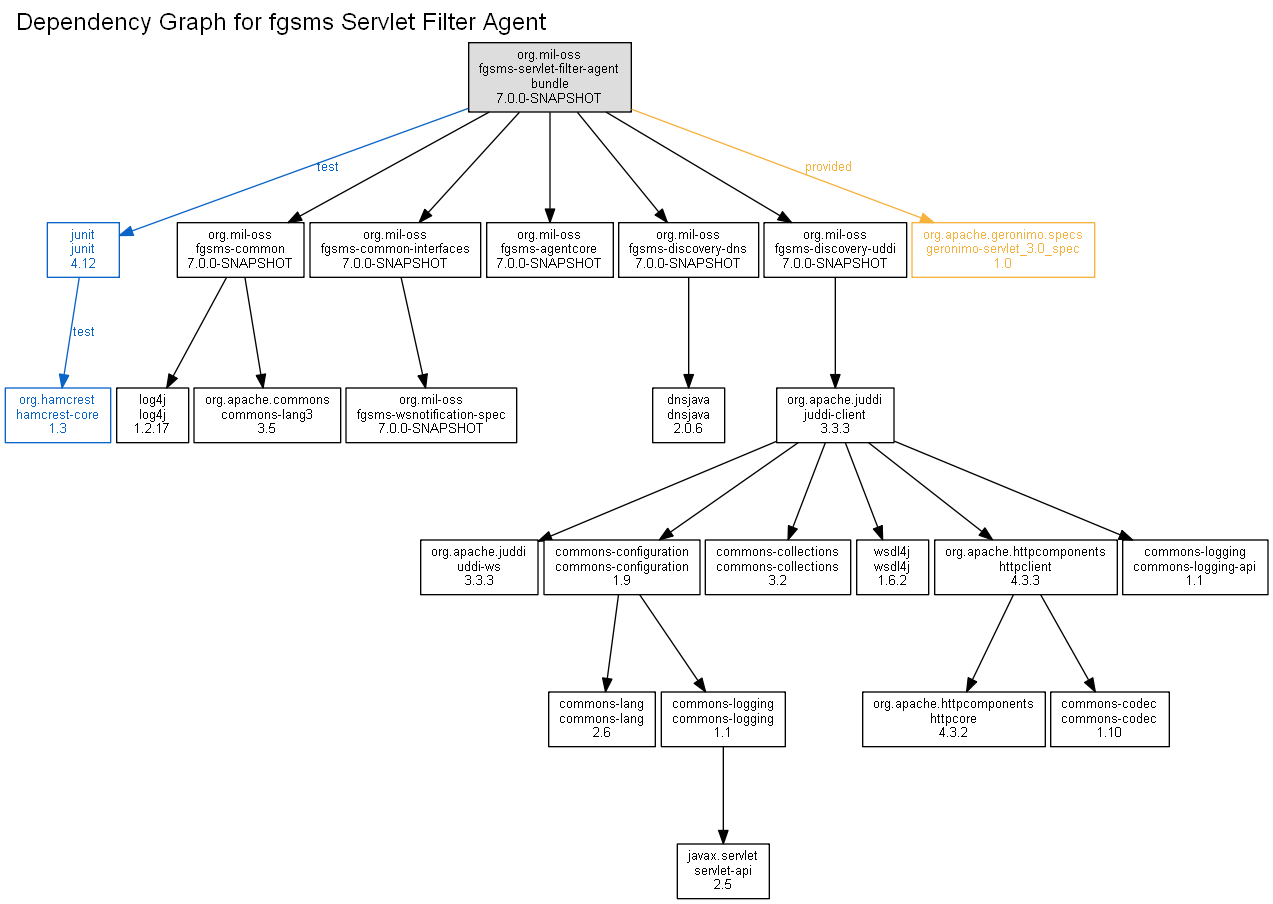 Dependency Graph for fgsms Servlet Filter Agent
org.mil-oss
fgsms-servlet-filter-agent
bundle
7.0.0-SNAPSHOT
test
provided
junit
junit
4.12
org.mil-oss
fgsms-common
7.0.0-SNAPSHOT
org.mil-oss
fgsms-common-interfaces
7.0.0-SNAPSHOT
org.mil-oss
fgsms-agentcore
7.0.0-SNAPSHOT
org.mil-oss
fgsms-discovery-dns
7.0.0-SNAPSHOT
org.mil-oss
fgsms-discovery-uddi
7.0.0-SNAPSHOT
org.apache.geronimo.specs
geronimo-servlet_3.0_spec
1.0
test
org.hamcrest
hamcrest-core
1.3
log4j
log4j
1.2.17
org.apache.commons
commons-lang3
3.5
org.mil-oss
fgsms-wsnotification-spec
7.0.0-SNAPSHOT
dnsjava
dnsjava
2.0.6
org.apache.juddi
juddi-client
3.3.3
org.apache.juddi
uddi-ws
3.3.3
commons-configuration
commons-configuration
1.9
commons-collections
commons-collections
3.2
wsdl4j
wsdl4j
1.6.2
org.apache.httpcomponents
httpclient
4.3.3
commons-logging
commons-logging-api
1.1
commons-lang
commons-lang
2.6
commons-logging
commons-logging
1.1
org.apache.httpcomponents
httpcore
4.3.2
commons-codec
commons-codec
1.10
javax.servlet
servlet-api
2.5